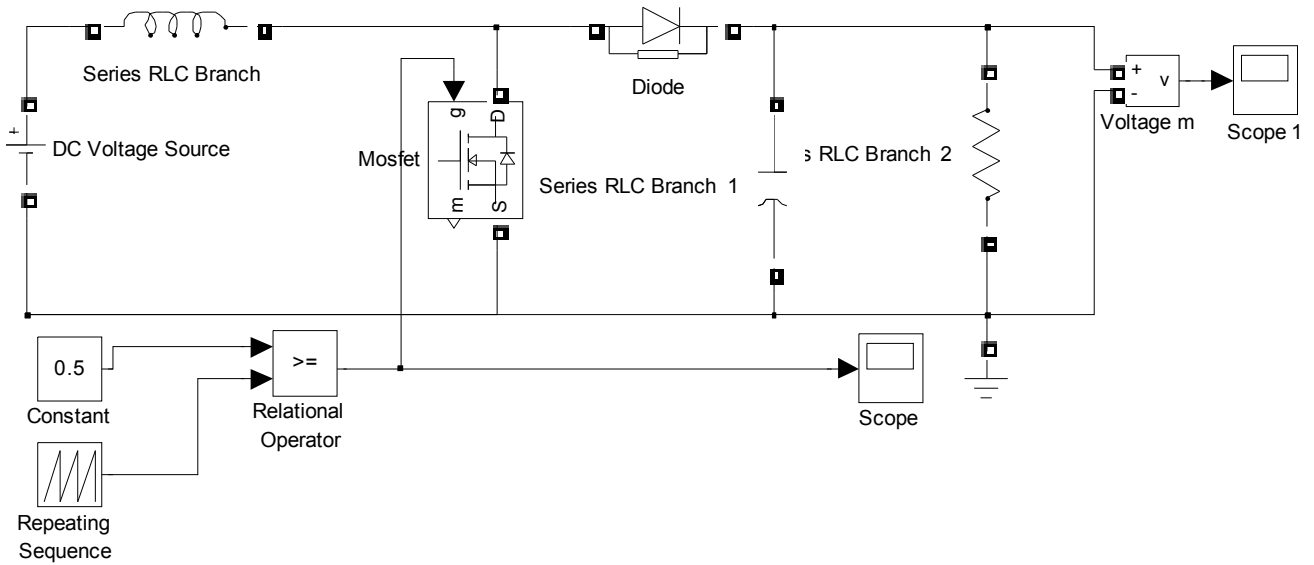 Series RLC Branch
Diode
+
-
v
Voltage m
Scope 1
+
DC Voltage Source
g
D
Mosfet
m
S
Series RLC Branch 1
s RLC Branch 2
0.5
Constant
>=
Relational
Operator
Scope
Repeating
Sequence